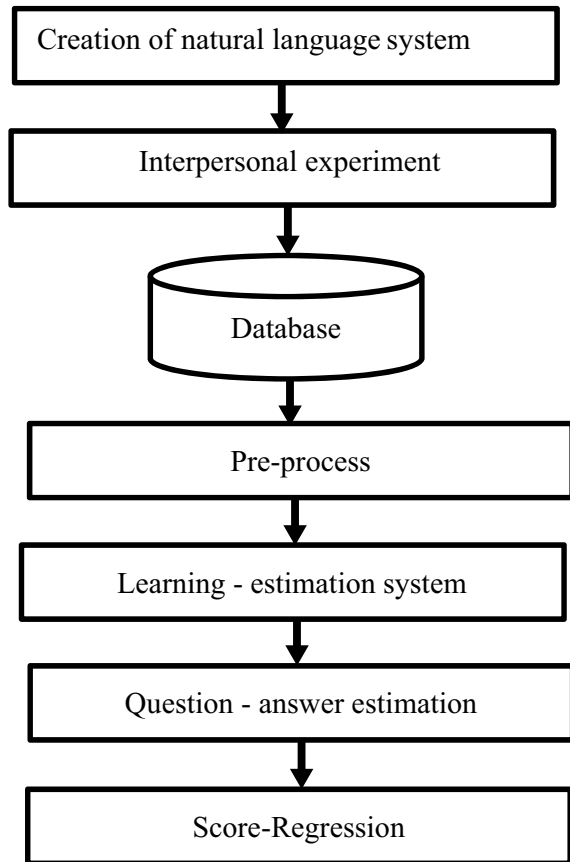 Creation of natural language system
Interpersonal experiment
Database
Pre-process
Learning - estimation system
Question - answer estimation
Score-Regression